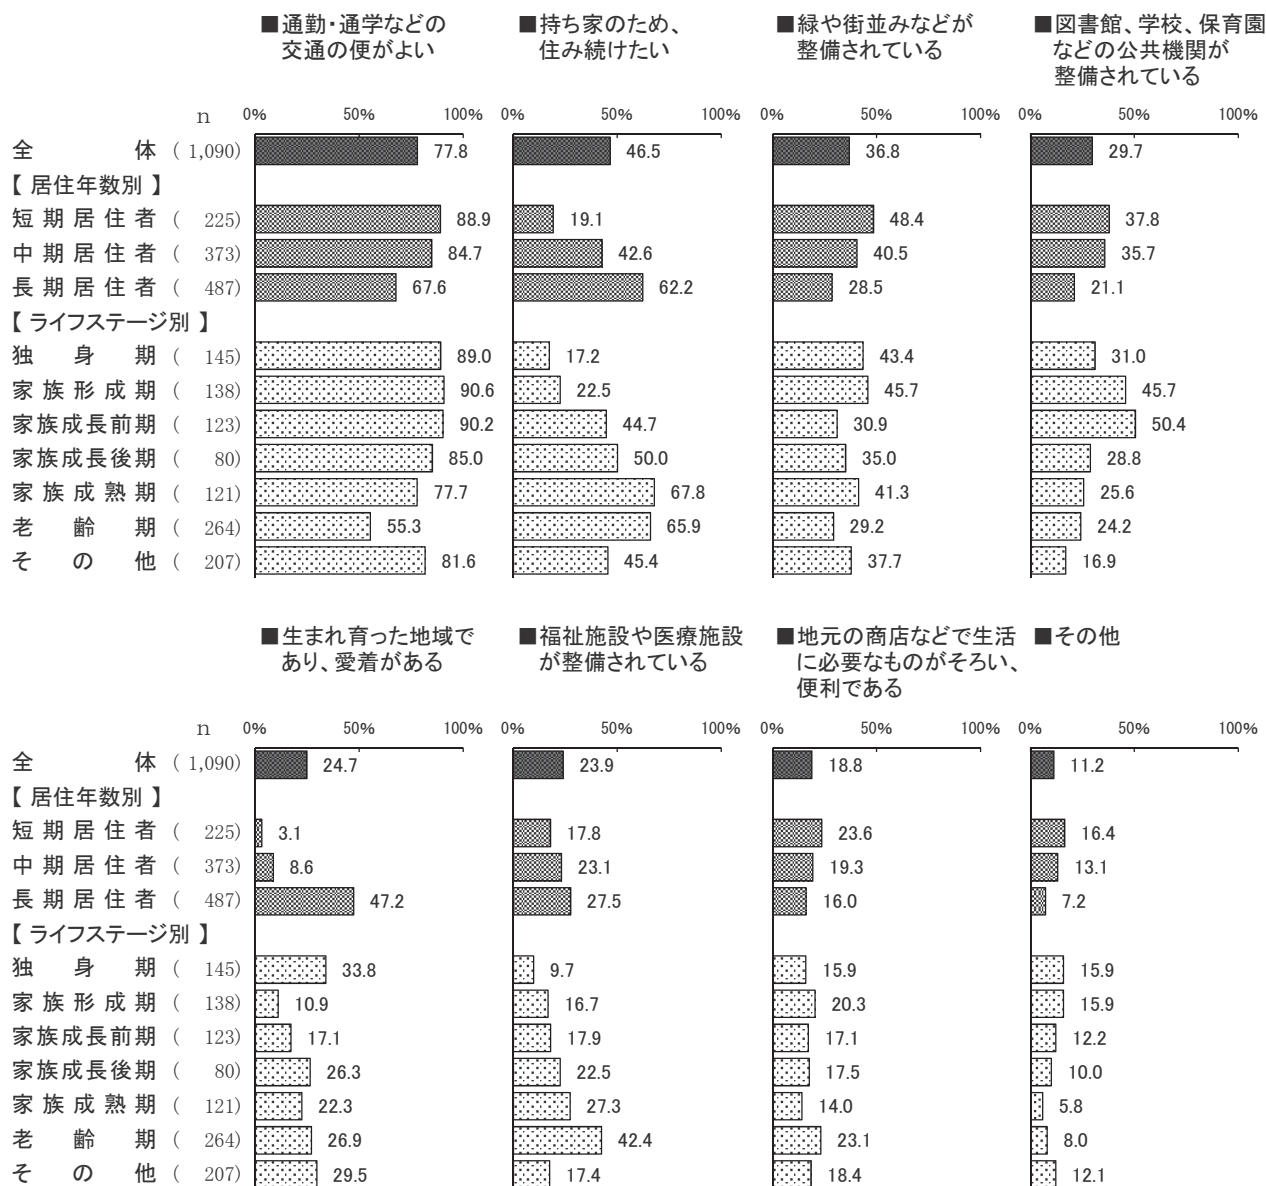 ■通勤・通学などの ■持ち家のため、 ■緑や街並みなどが ■図書館、学校、保育園
交通の便がよい 住み続けたい 整備されている などの公共機関が
整備されている
n 0% 50% 100% 0% 50% 100% 0% 50% 100% 0% 50% 100%
全体 (1,090) 77.8 46.5 36.8 29.7
【居住年数別】
短期居住者 (225) 88.9 19.1 48.4 37.8
中期居住者 (373) 84.7 42.6 40.5 35.7
長期居住者 (487) 67.6 62.2 28.5 21.1
【ライフステージ別】
独身期 (145) 89.0 17.2 43.4 31.0
家族形成期 (138) 90.6 22.5 45.7 45.7
家族成長前期 (123) 90.2 44.7 30.9 50.4
家族成長後期 (80) 85.0 50.0 35.0 28.8
家族成熟期 (121) 77.7 67.8 41.3 25.6
老齢期 (264) 55.3 65.9 29.2 24.2
その他 (207) 81.6 45.4 37.7 16.9
■生まれ育った地域で ■福祉施設や医療施設 ■地元の商店などで生活 ■その他
あり、愛着がある が整備されている に必要なものがそろい、
便利である
n 0% 50% 100% 0% 50% 100% 0% 50% 100% 0% 50% 100%
全体 (1,090) 24.7 23.9 18.8 11.2
【居住年数別】
短期居住者 (225) 3.1 17.8 23.6 16.4
中期居住者 (373) 8.6 23.1 19.3 13.1
長期居住者 (487) 47.2 27.5 16.0 7.2
【ライフステージ別】
独身期 (145) 33.8 9.7 15.9 15.9
家族形成期 (138) 10.9 16.7 20.3 15.9
家族成長前期 (123) 17.1 17.9 17.1 12.2
家族成長後期 (80) 26.3 22.5 17.5 10.0
家族成熟期 (121) 22.3 27.3 14.0 5.8
老齢期 (264) 26.9 42.4 23.1 8.0
その他 (207) 29.5 17.4 18.4 12.1